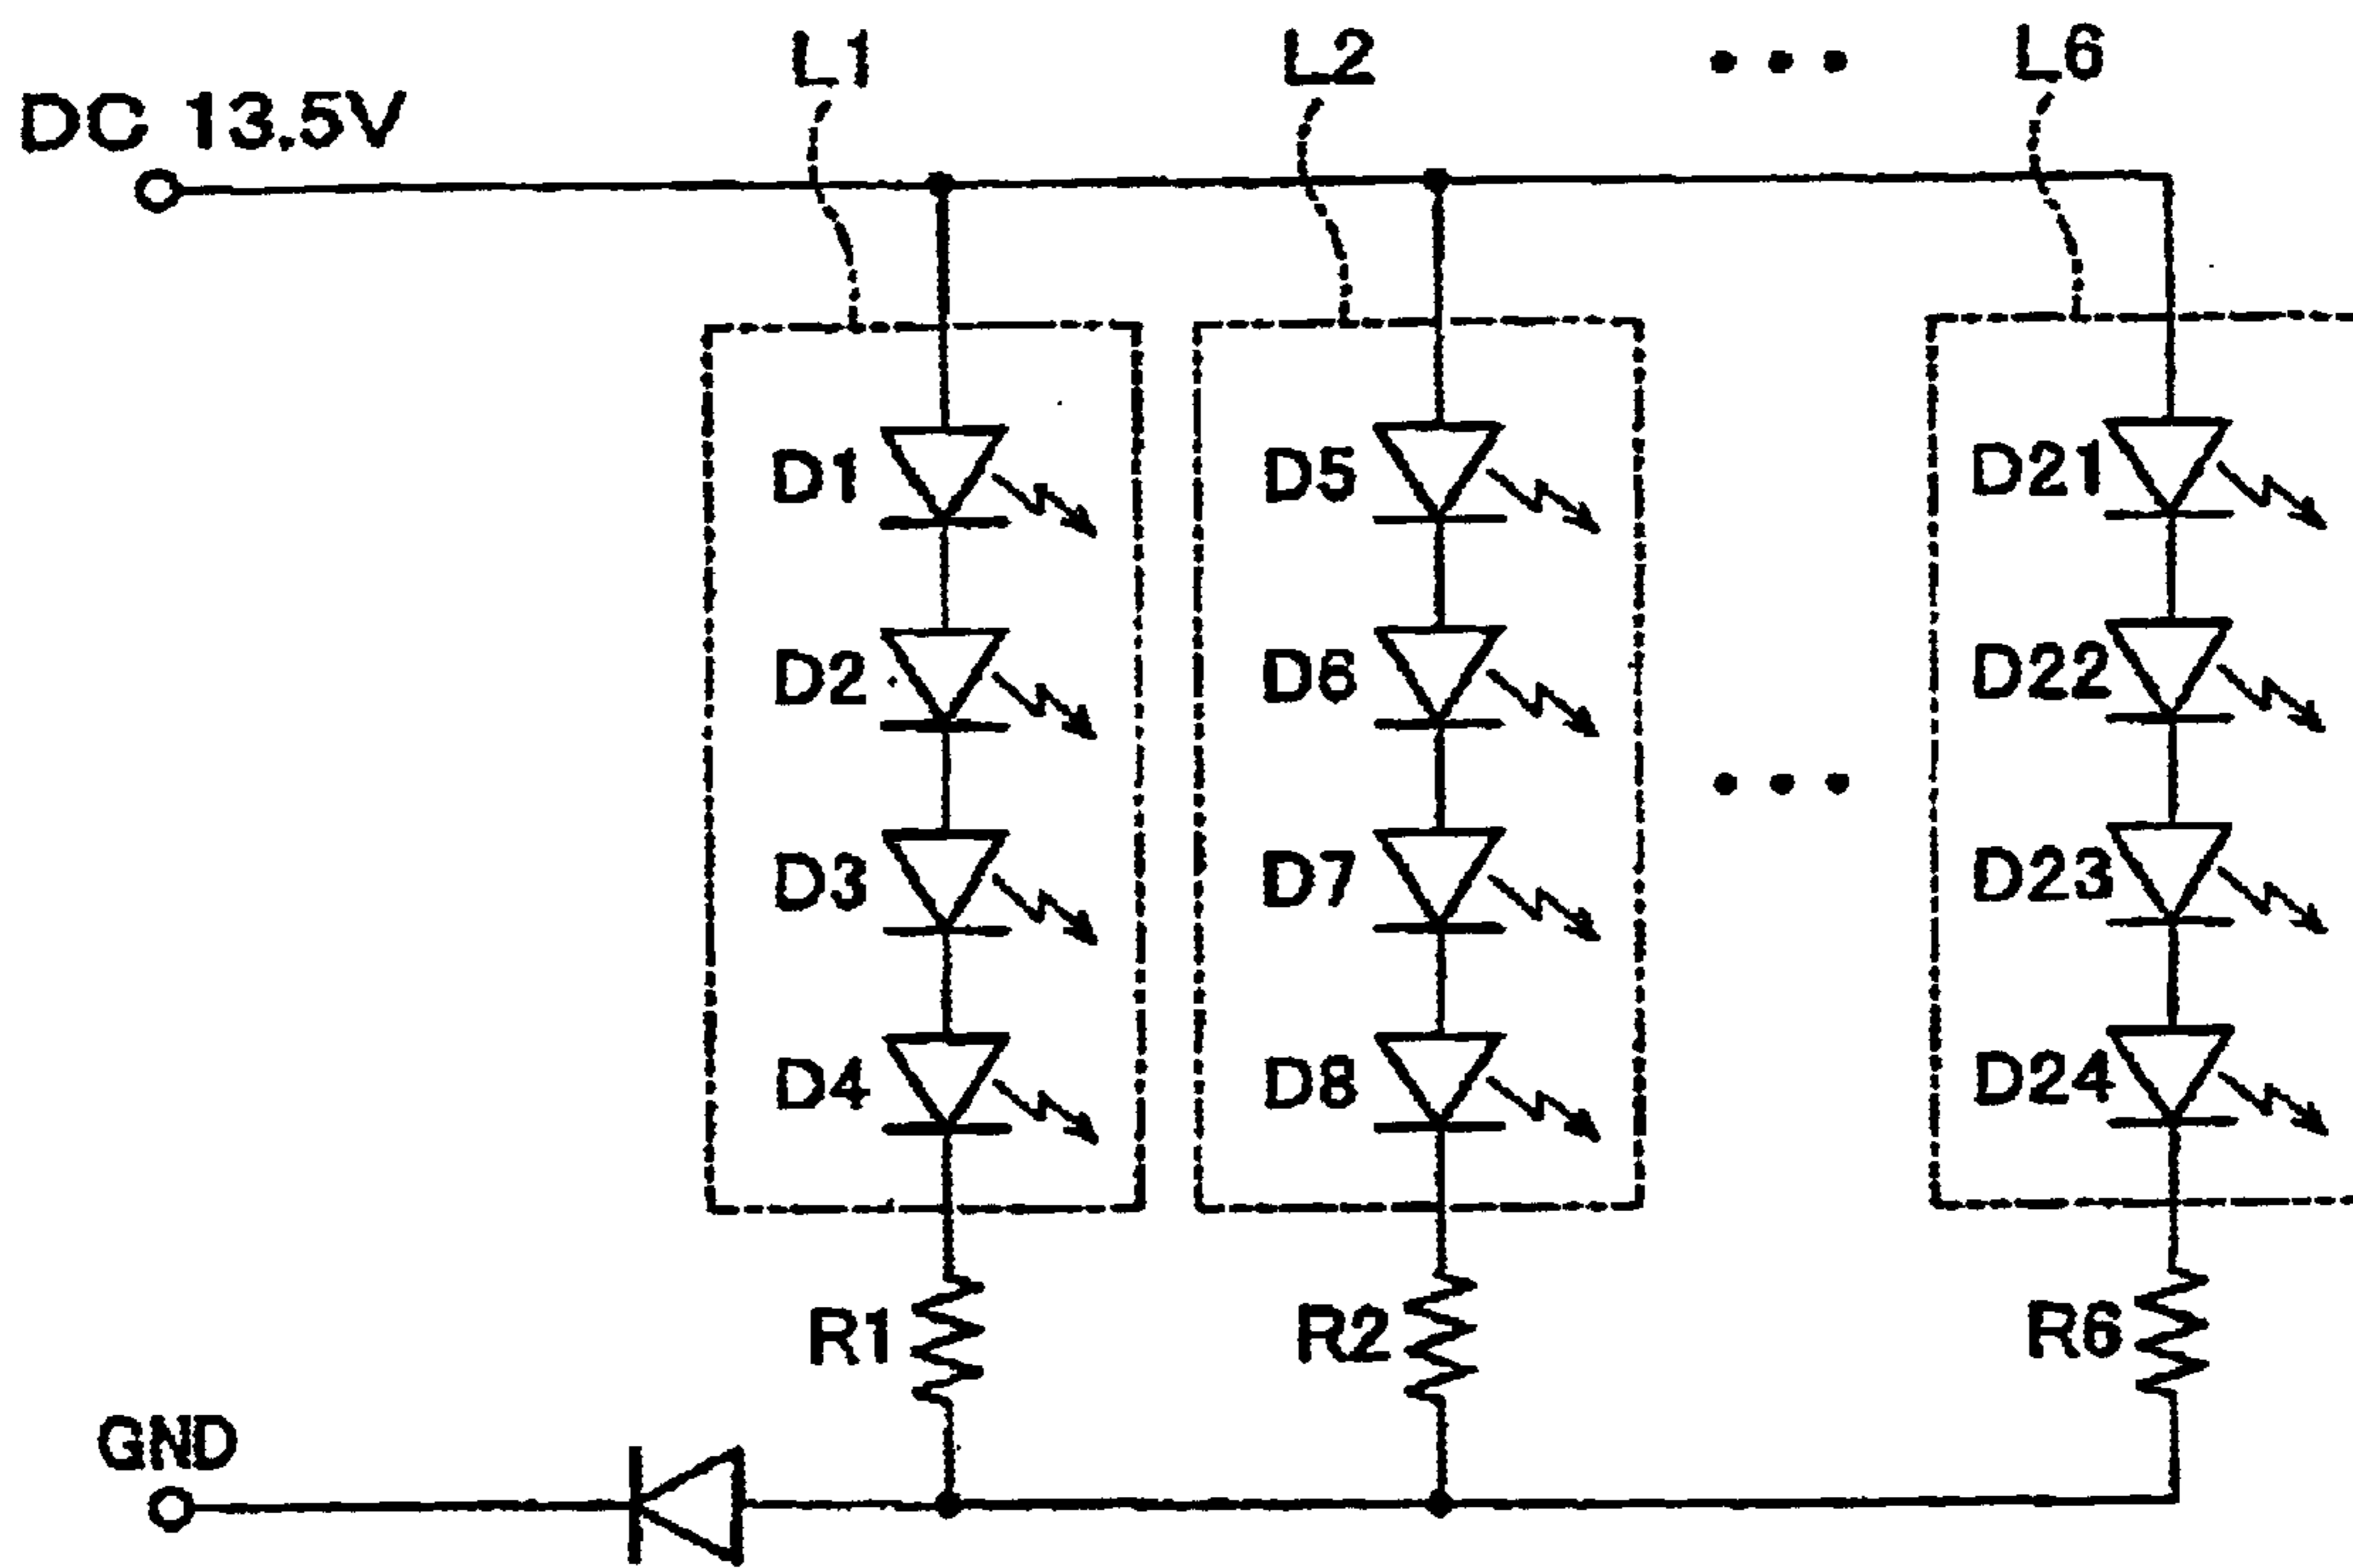 L1 L2 ••• L6
DC 13.5V
D1 D5 D21
D2 D6 D22
•••
D3 D7 D23
D4 D8 D24
R1 R2 R6
GND